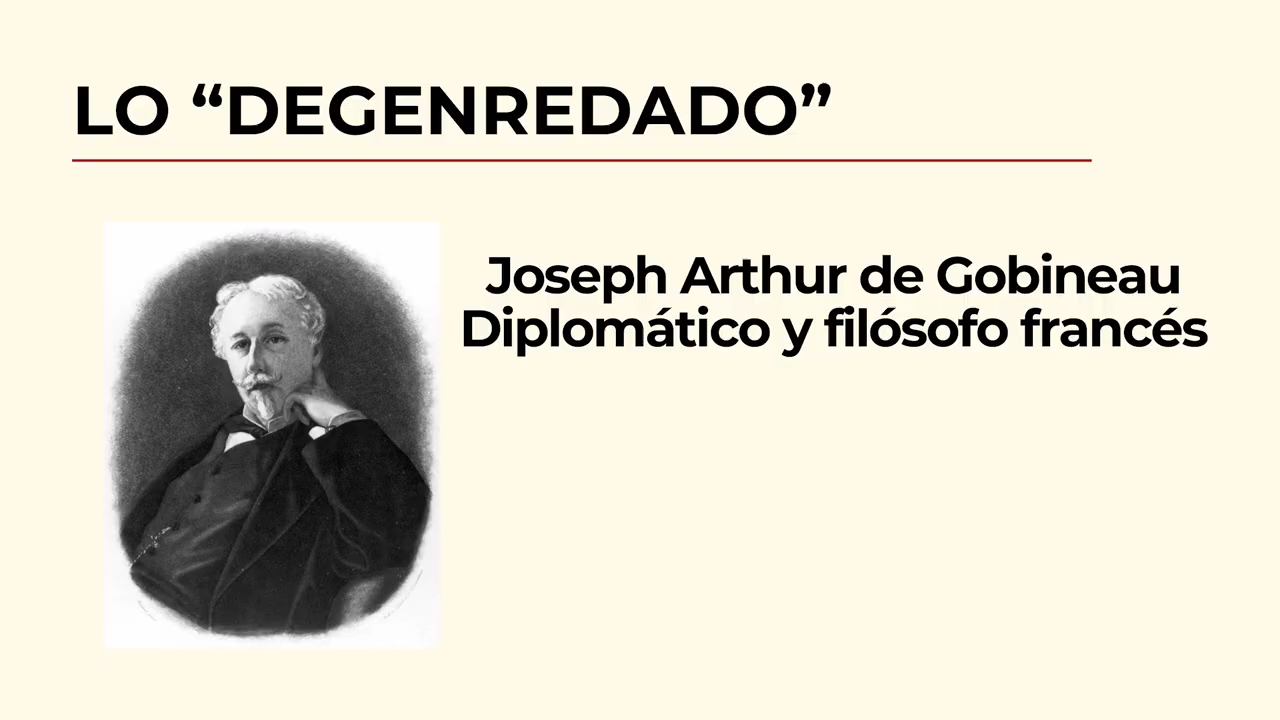 LO “DEGENREDADO”
Joseph Arthur de Gobineau
Diplomático y filósofo francés